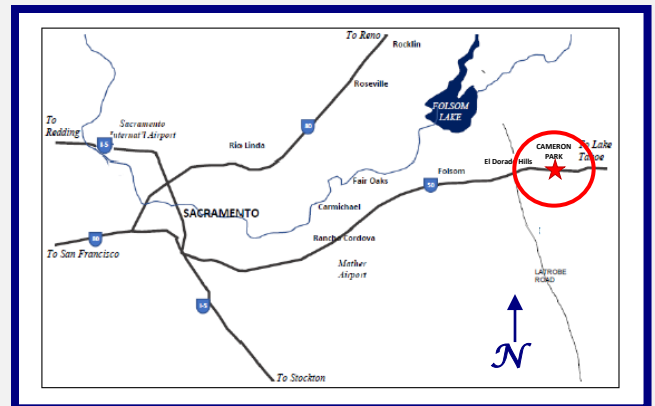 To Reno
Rocklin
Roseville
To
Redding
I-5
Sacramento
Internat'l Airport
80
Rio Linda
FOLSOM
LAKE
CAMERON
PARK
To Lake
Tahoe
El Dorado Hills
Folsom
50
Fair Oaks
SACRAMENTO
Carmichael
80
To San Francisco
Rancho Cordova
Mather
Airport
LATROBE
ROAD
I-5
N
To Stockton